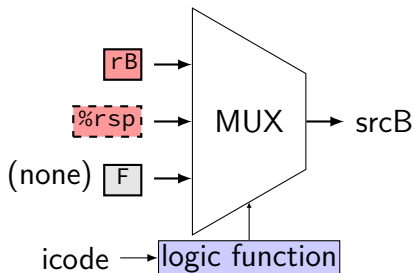 rB
%rsp
MUX
srcB
(none) F
icode
logic function